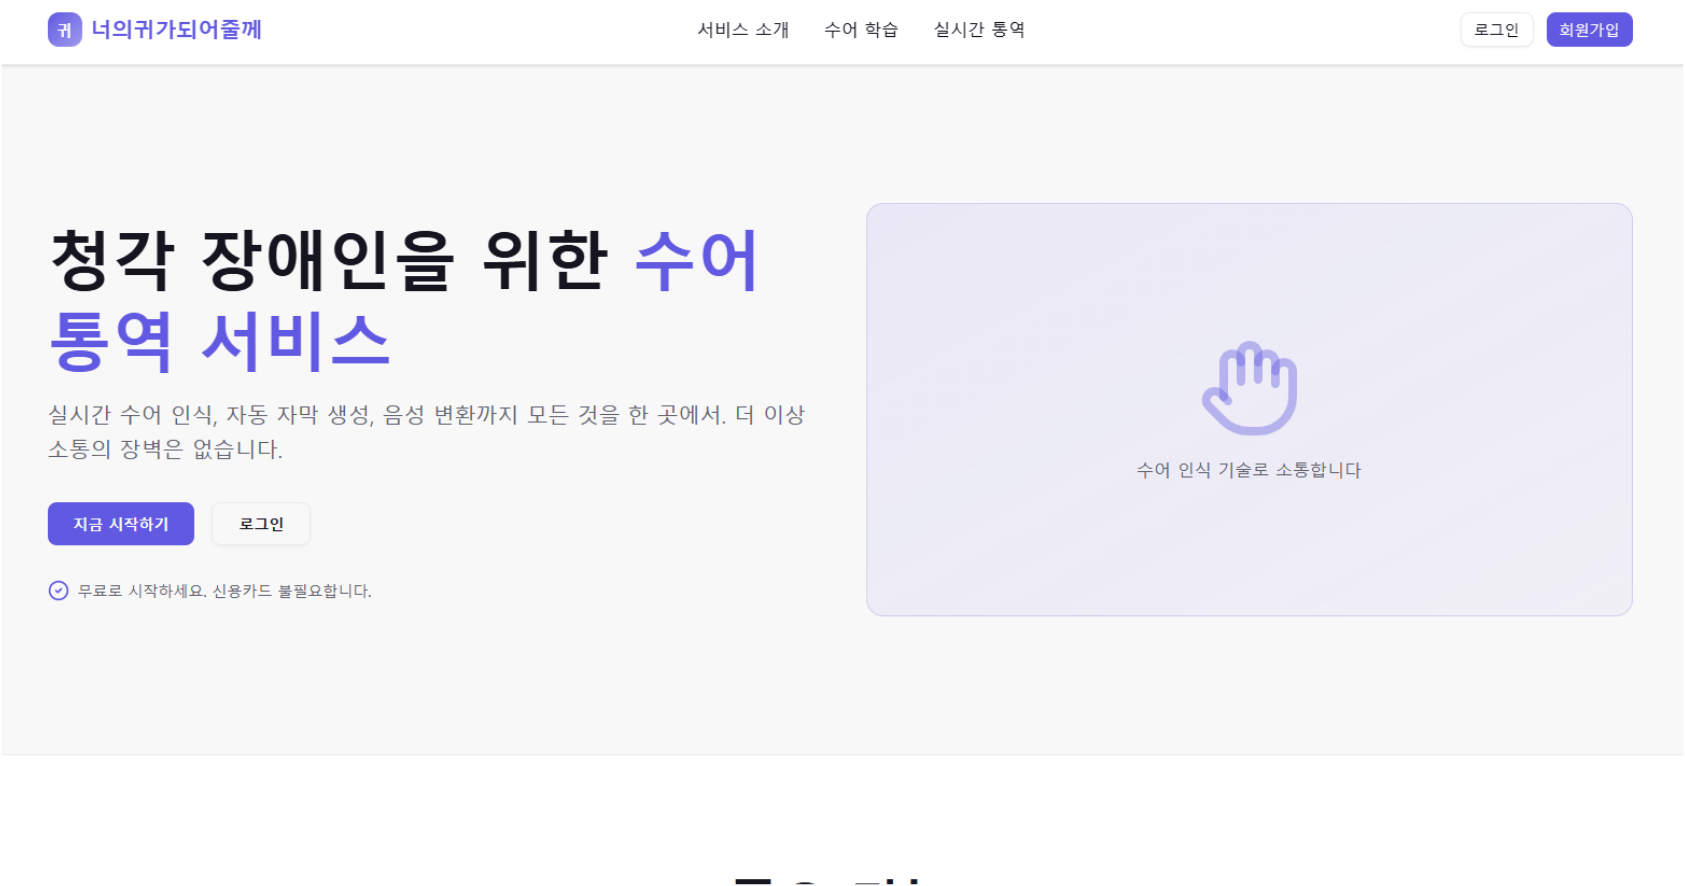 귀 너의귀가되어줄께
서비스 소개 수어 학습 실시간 통역
로그인 회원가입
청각 장애인을 위한 수어
통역 서비스
실시간 수어 인식, 자동 자막 생성, 음성 변환까지 모든 것을 한 곳에서. 더 이상
소통의 장벽은 없습니다.
지금 시작하기 로그인
무료로 시작하세요. 신용카드 불필요합니다.
수어 인식 기술로 소통합니다